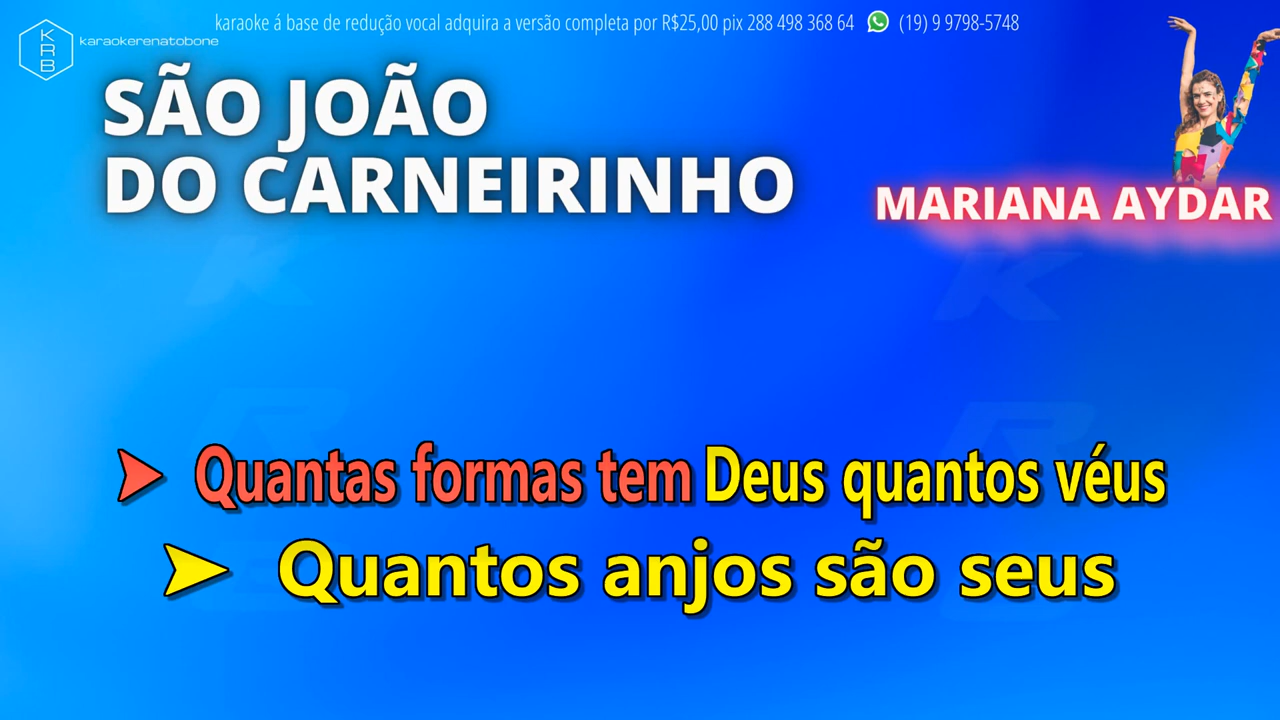 karaoke á base de redução vocal adquira a versão completa por R$25,00 pix 288 498 368 64 (19) 9 9798-5748
KRB
karaokerenatobone
SÃO JOÃO
DO CARNEIRINHO
MARIANA AYDAR
➤ Quantas formas tem Deus quantos véus
➤ Quantos anjos são seus